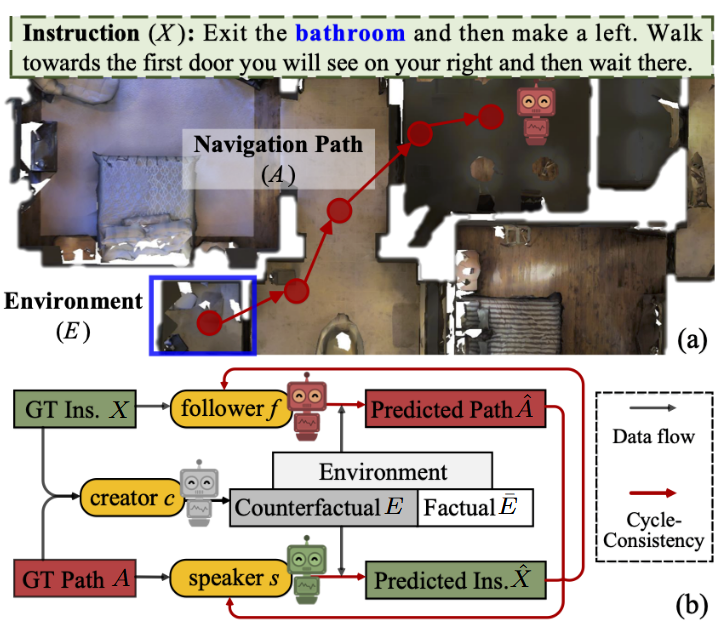 Instruction (X): Exit the bathroom and then make a left. Walk
towards the first door you will see on your right and then wait there.
Navigation Path
(A)
Environment
(E)
(a)
GT Ins. X
follower f
Predicted Path Â
Data flow
creator c
Environment
Counterfactual E
Factual Ē
Cycle-
Consistency
GT Path A
speaker s
Predicted Ins. X̂
(b)